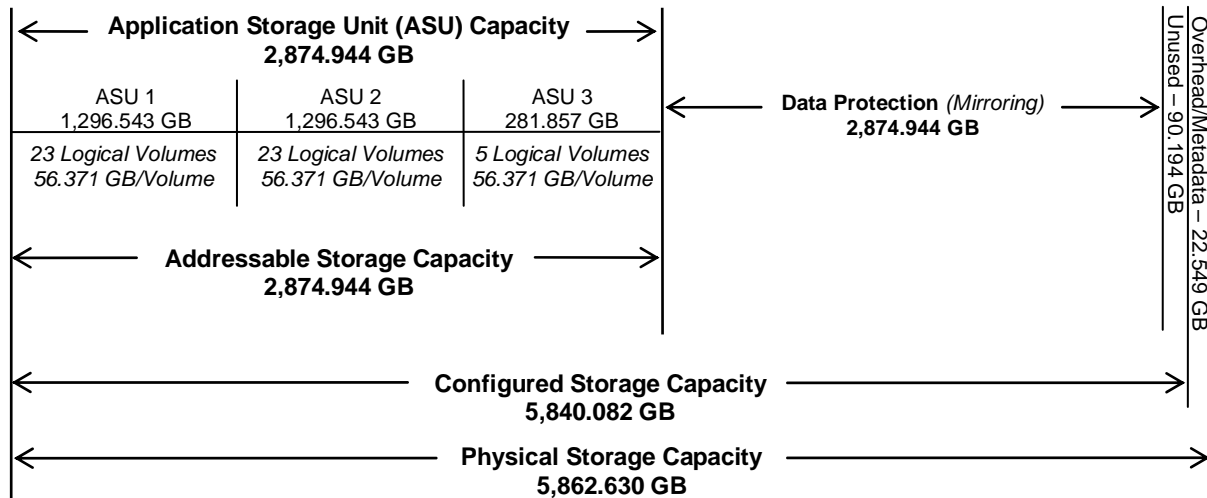 Application Storage Unit (ASU) Capacity
2,874.944 GB
ASU 1
1,296.543 GB
ASU 2
1,296.543 GB
ASU 3
281.857 GB
23 Logical Volumes
56.371 GB/Volume
23 Logical Volumes
56.371 GB/Volume
5 Logical Volumes
56.371 GB/Volume
Data Protection (Mirroring)
2,874.944 GB
Unused – 90.194 GB
Overhead/Metadata – 22.549 GB
Addressable Storage Capacity
2,874.944 GB
Configured Storage Capacity
5,840.082 GB
Physical Storage Capacity
5,862.630 GB